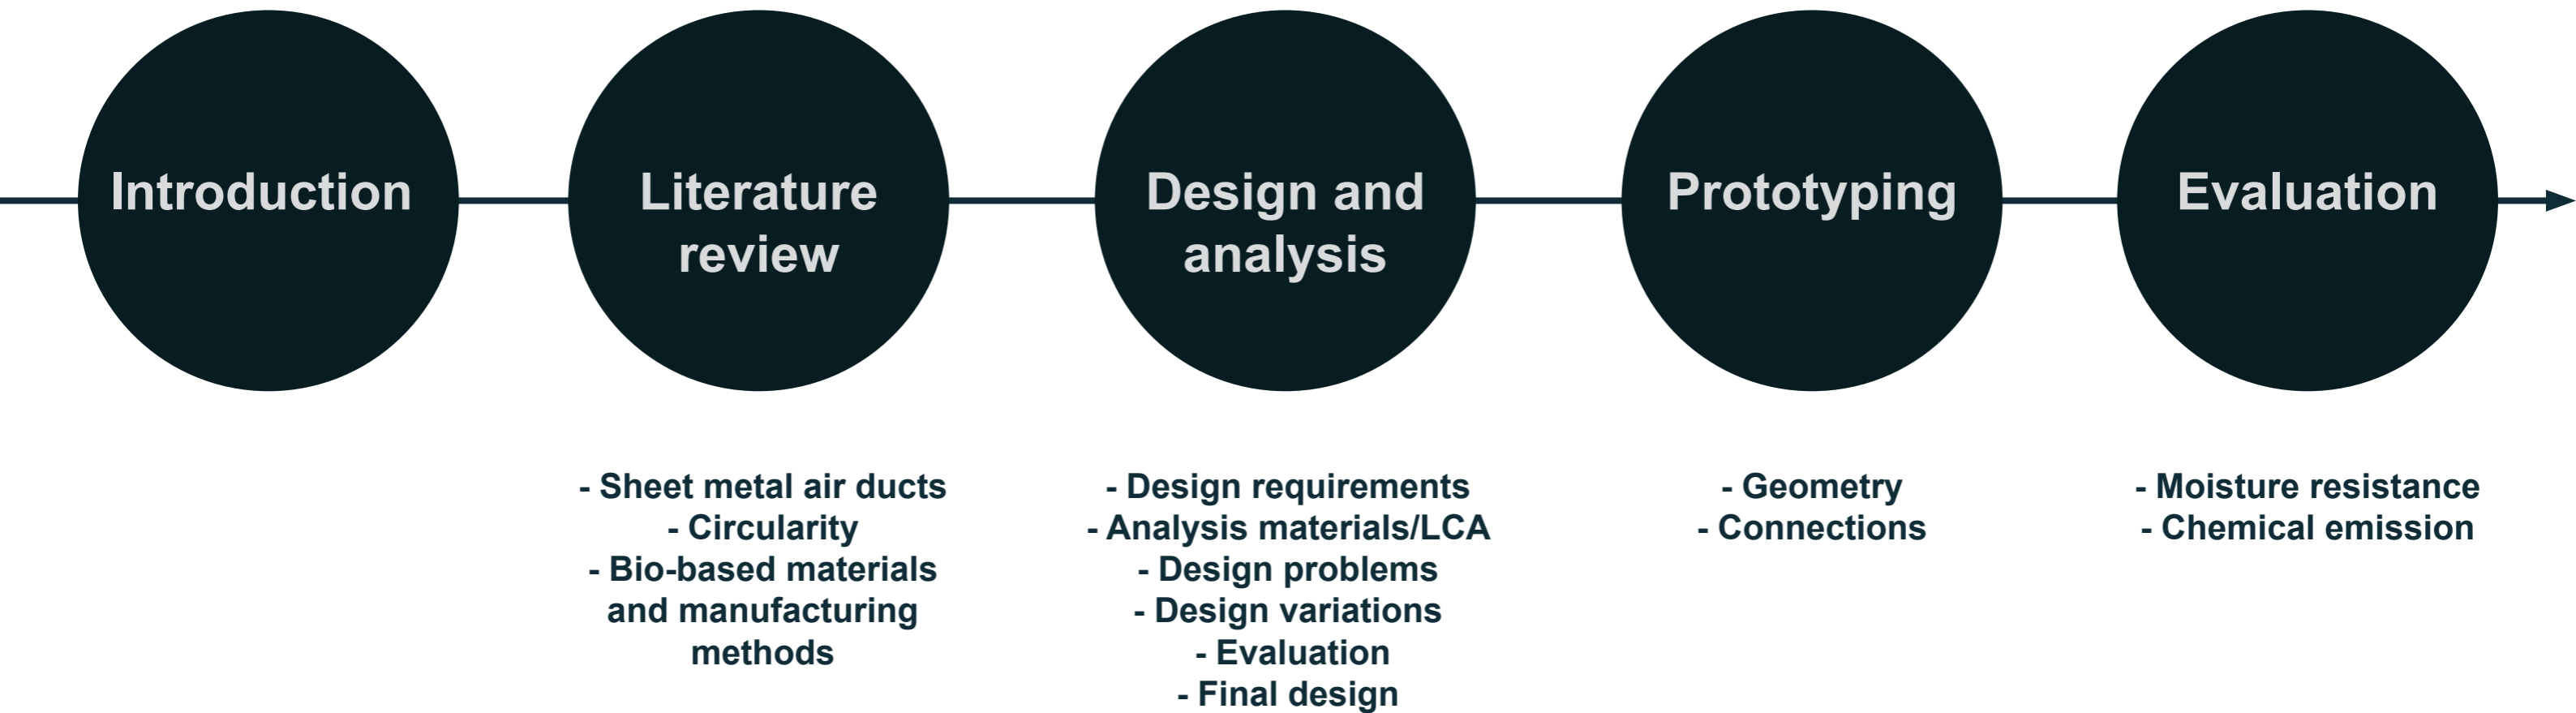 Introduction
Literature
review
Design and
analysis
Prototyping
Evaluation
- Sheet metal air ducts
- Circularity
- Bio-based materials
and manufacturing
methods
- Design requirements
- Analysis materials/LCA
- Design problems
- Design variations
- Evaluation
- Final design
- Geometry
- Connections
- Moisture resistance
- Chemical emission